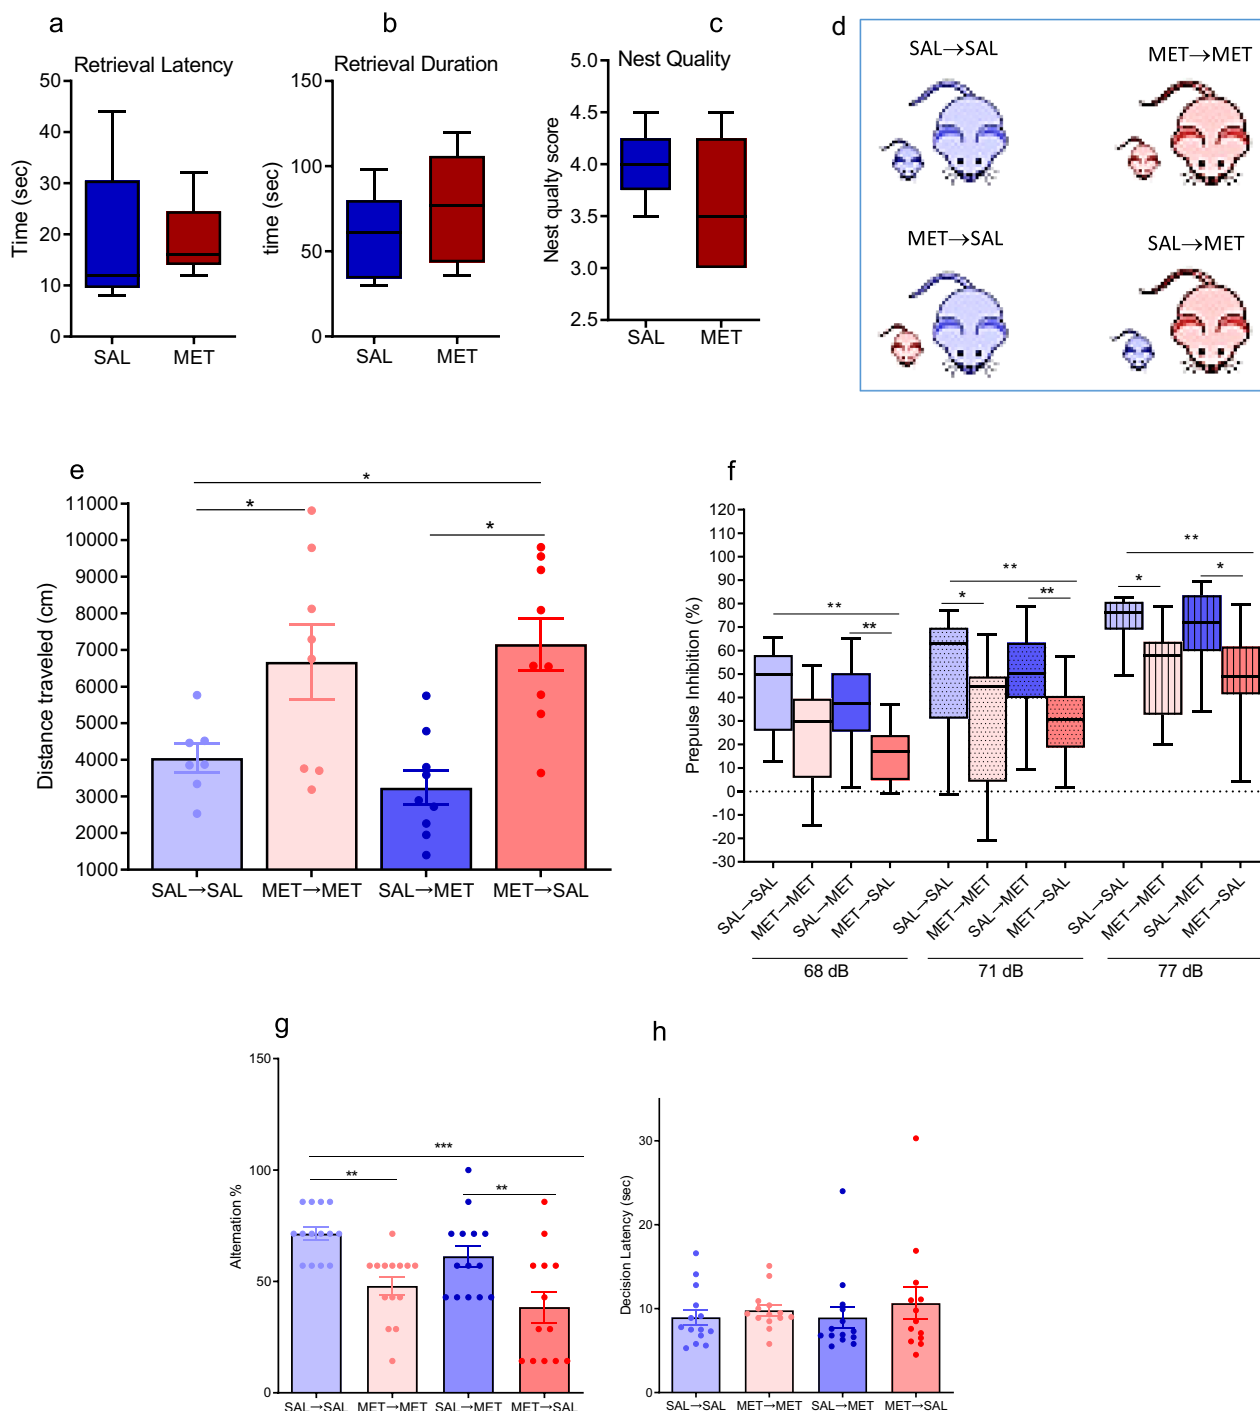 a
b
c
d
Retrieval Latency
Retrieval Duration
Nest Quality
Time (sec)
50
40
30
20
10
0
SAL MET
time (sec)
150
100
50
0
SAL MET
Nest qualty score
5.0
4.5
4.0
3.5
3.0
2.5
SAL MET
SAL→SAL
MET→MET
MET→SAL
SAL→MET
e
Distance traveled (cm)
11000
10000
9000
8000
7000
6000
5000
4000
3000
2000
1000
*
*
*
SAL→SAL MET→MET SAL→MET MET→SAL
f
Prepulse Inhibition (%)
120
110
100
90
80
70
60
50
40
30
20
10
0
-10
-20
-30
**
**
**
*
**
**
*
*
SAL→SAL MET→MET SAL→MET MET→SAL SAL→SAL MET→MET SAL→MET MET→SAL SAL→SAL MET→MET SAL→MET MET→SAL
68 dB 71 dB 77 dB
g
Alternation %
150
100
50
0
***
**
**
SAL→SAL MET→MET SAL→MET MET→SAL
h
Decision Latency (sec)
30
20
10
0
SAL→SAL MET→MET SAL→MET MET→SAL